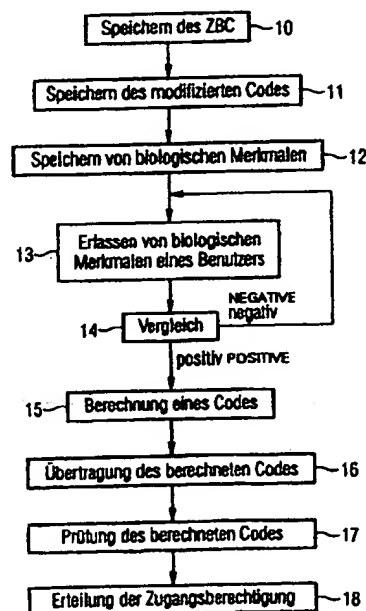 Speichern des ZBC 10
Speichern des modifizierten Codes 11
Speichern von biologischen Merkmalen 12
13 Erfassen von biologischen
Merkmalen eines Benutzers
NEGATIVE
negativ
14 Vergleich
positiv POSITIVE
15 Berechnung eines Codes
Übertragung des berechneten Codes 16
Prüfung des berechneten Codes 17
Erteilung der Zugangsberechtigung 18